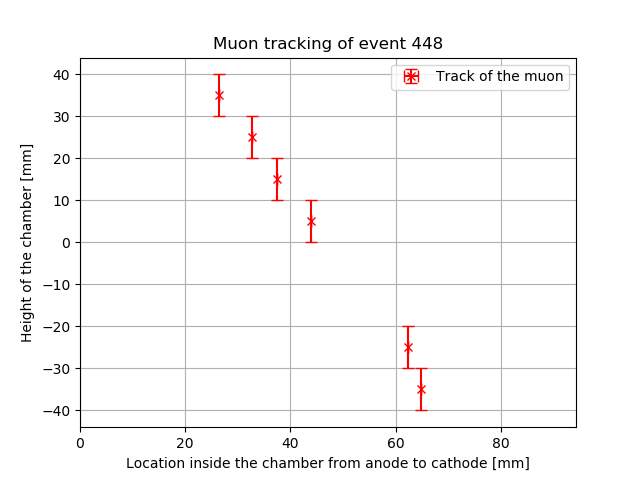 Muon tracking of event 448
Track of the muon
Height of the chamber [mm]
40
30
20
10
0
−10
−20
−30
−40
0 20 40 60 80
Location inside the chamber from anode to cathode [mm]